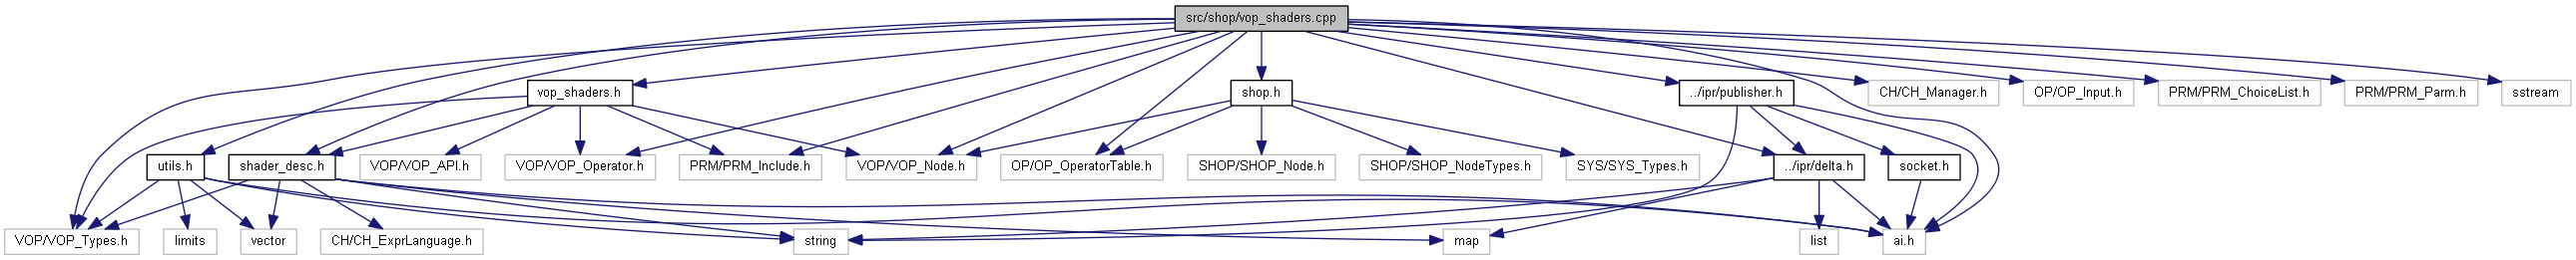 src/shop/vop_shaders.cpp
vop_shaders.h
shop.h
../ipr/publisher.h
CH/CH_Manager.h
OP/OP_Input.h
PRM/PRM_ChoiceList.h
PRM/PRM_Parm.h
sstream
utils.h
shader_desc.h
VOP/VOP_API.h
VOP/VOP_Operator.h
PRM/PRM_Include.h
VOP/VOP_Node.h
OP/OP_OperatorTable.h
SHOP/SHOP_Node.h
SHOP/SHOP_NodeTypes.h
SYS/SYS_Types.h
../ipr/delta.h
socket.h
VOP/VOP_Types.h
limits
vector
CH/CH_ExprLanguage.h
string
map
list
ai.h